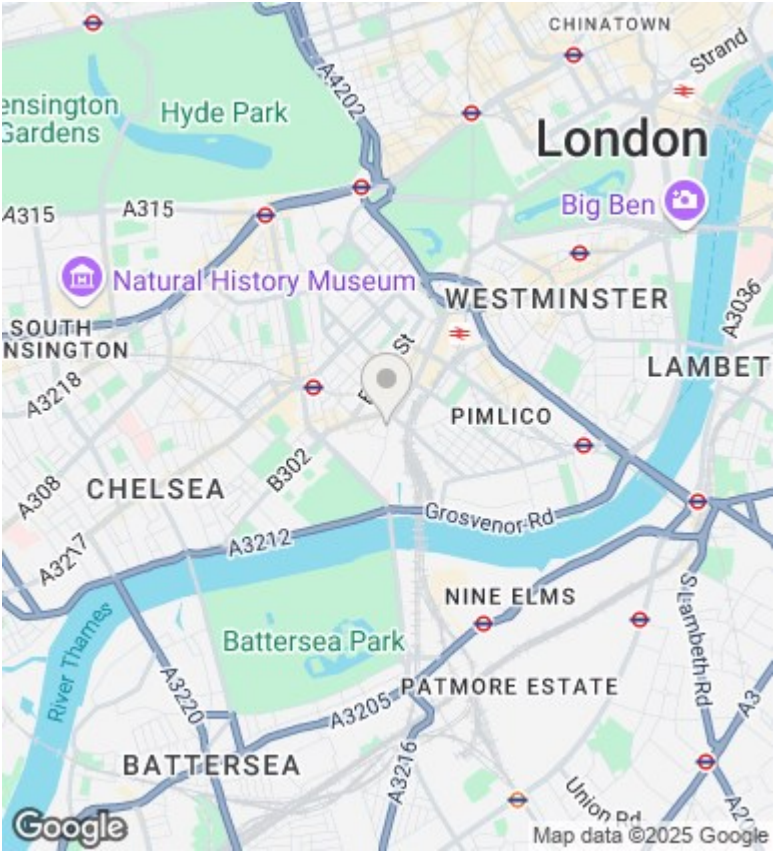 CHINATOWN
Strand
A4202
ensington
Gardens
Hyde Park
London
A315
A315
Big Ben
Natural History Museum
WESTMINSTER
A3036
SOUTH
NSINGTON
St
LAMBET
A3218
PIMLICO
B302
A308
CHELSEA
Grosvenor Rd
A3212
A3217
NINE ELMS
S Lambeth Rd
River Thames
Battersea Park
A3220
PATMORE ESTATE
A3205
A3
A3216
BATTERSEA
Union Rd
Google
Map data ©2025 Google